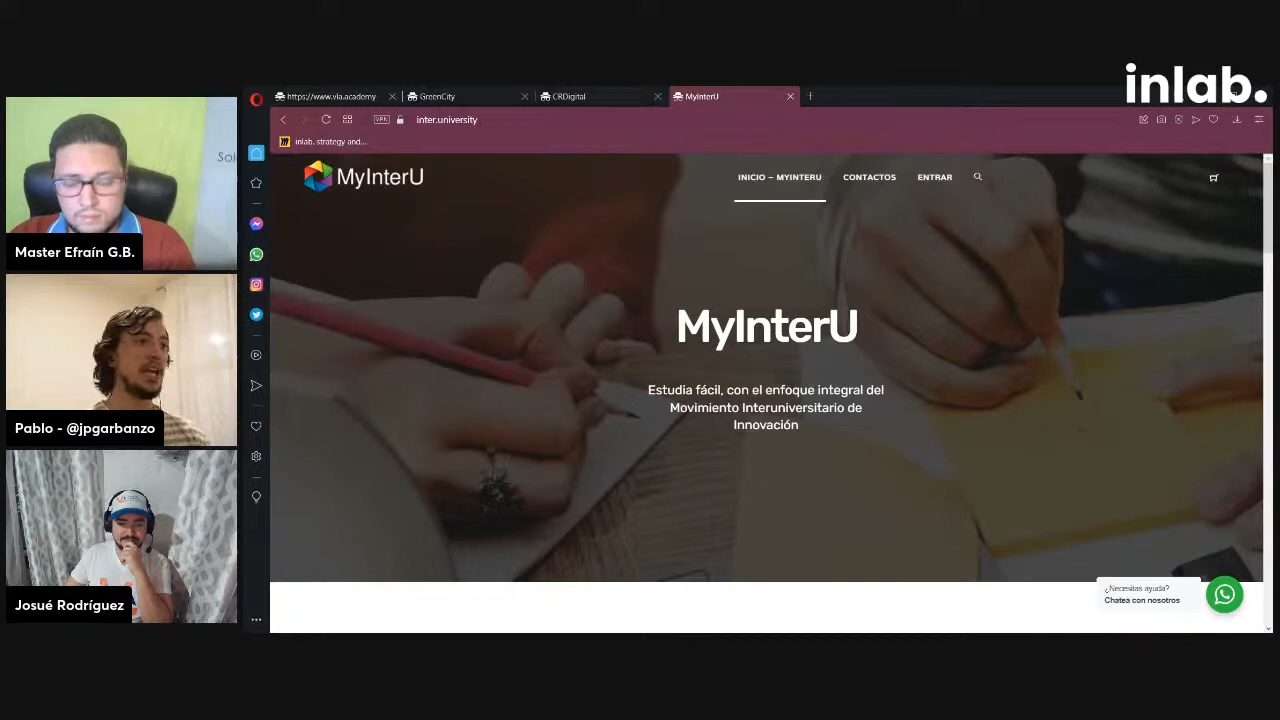 inlab.
https://www.vla.academy
GreenCity
CRDigital
MyInterU
VPN
inter.university
inlab. strategy and...
MyInterU
INICIO – MYINTERU
CONTACTOS
ENTRAR
MyInterU
Estudia fácil, con el enfoque integral del
Movimiento Interuniversitario de
Innovación
¿Necesitas ayuda?
Chatea con nosotros
Master Efraín G.B.
Pablo - @jpgarbanzo
Josué Rodríguez